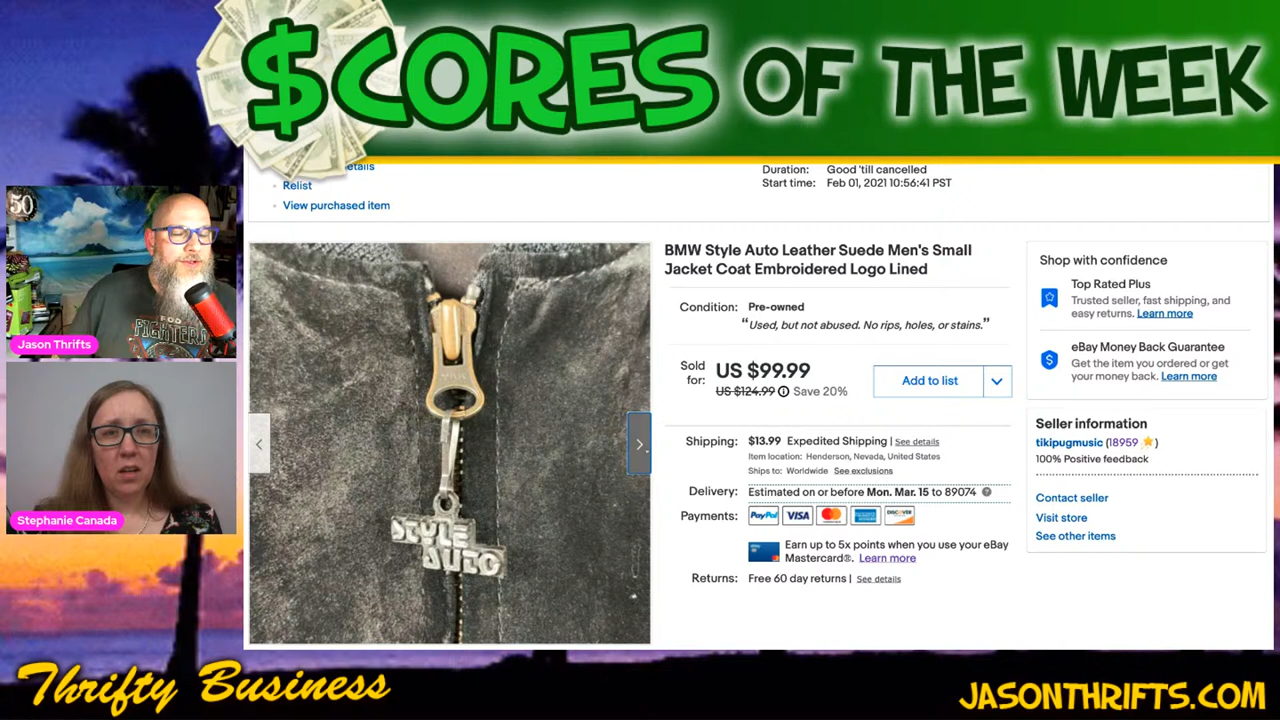 $CORES OF THE WEEK
etails
Relist
View purchased item
Duration: Good 'till cancelled
Start time: Feb 01, 2021 10:56:41 PST
50
FOO
FIGHTERS
Jason Thrifts
Stephanie Canada
STYLE
AUTO
BMW Style Auto Leather Suede Men's Small
Jacket Coat Embroidered Logo Lined
Condition: Pre-owned
“Used, but not abused. No rips, holes, or stains.”
Sold for: US $99.99
US $124.99 Save 20%
Add to list
Shipping: $13.99 Expedited Shipping | See details
Item location: Henderson, Nevada, United States
Ships to: Worldwide See exclusions
Delivery: Estimated on or before Mon. Mar. 15 to 89074
Payments: PayPal VISA mastercard AMERICAN EXPRESS DISCOVER
Earn up to 5x points when you use your eBay
Mastercard®. Learn more
Returns: Free 60 day returns | See details
Shop with confidence
Top Rated Plus
Trusted seller, fast shipping, and
easy returns. Learn more
eBay Money Back Guarantee
Get the item you ordered or get
your money back. Learn more
Seller information
tikipugmusic (18959 )
100% Positive feedback
Contact seller
Visit store
See other items
Thrifty Business
JASONTHRIFTS.COM